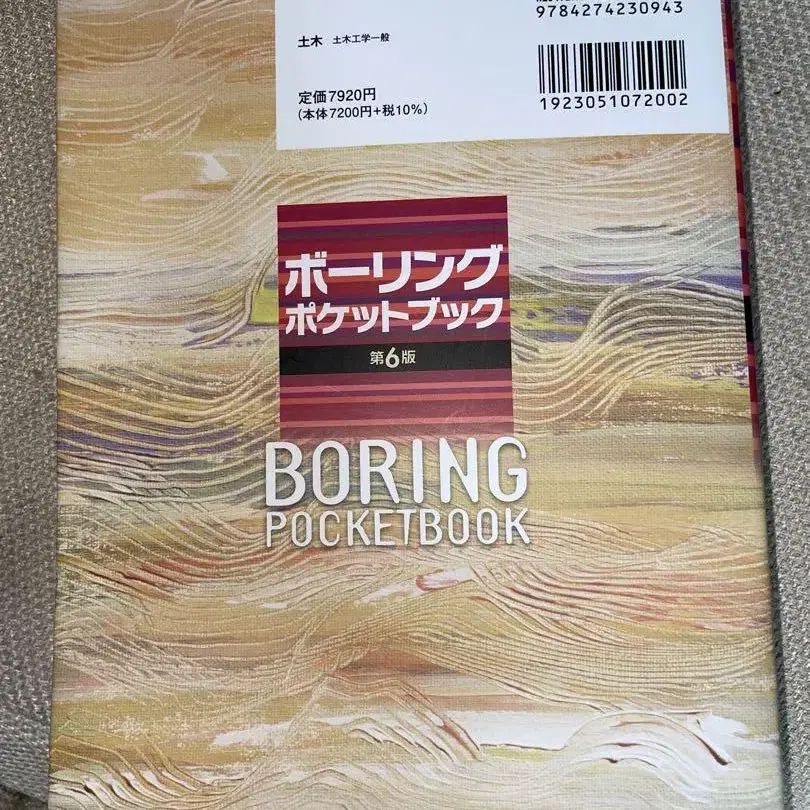 9784274230943
土木 土木工学一般
定価7920円
(本体7200円+税10%)
1923051072002
ボーリング
ポケットブック
第6版
BORING
POCKETBOOK